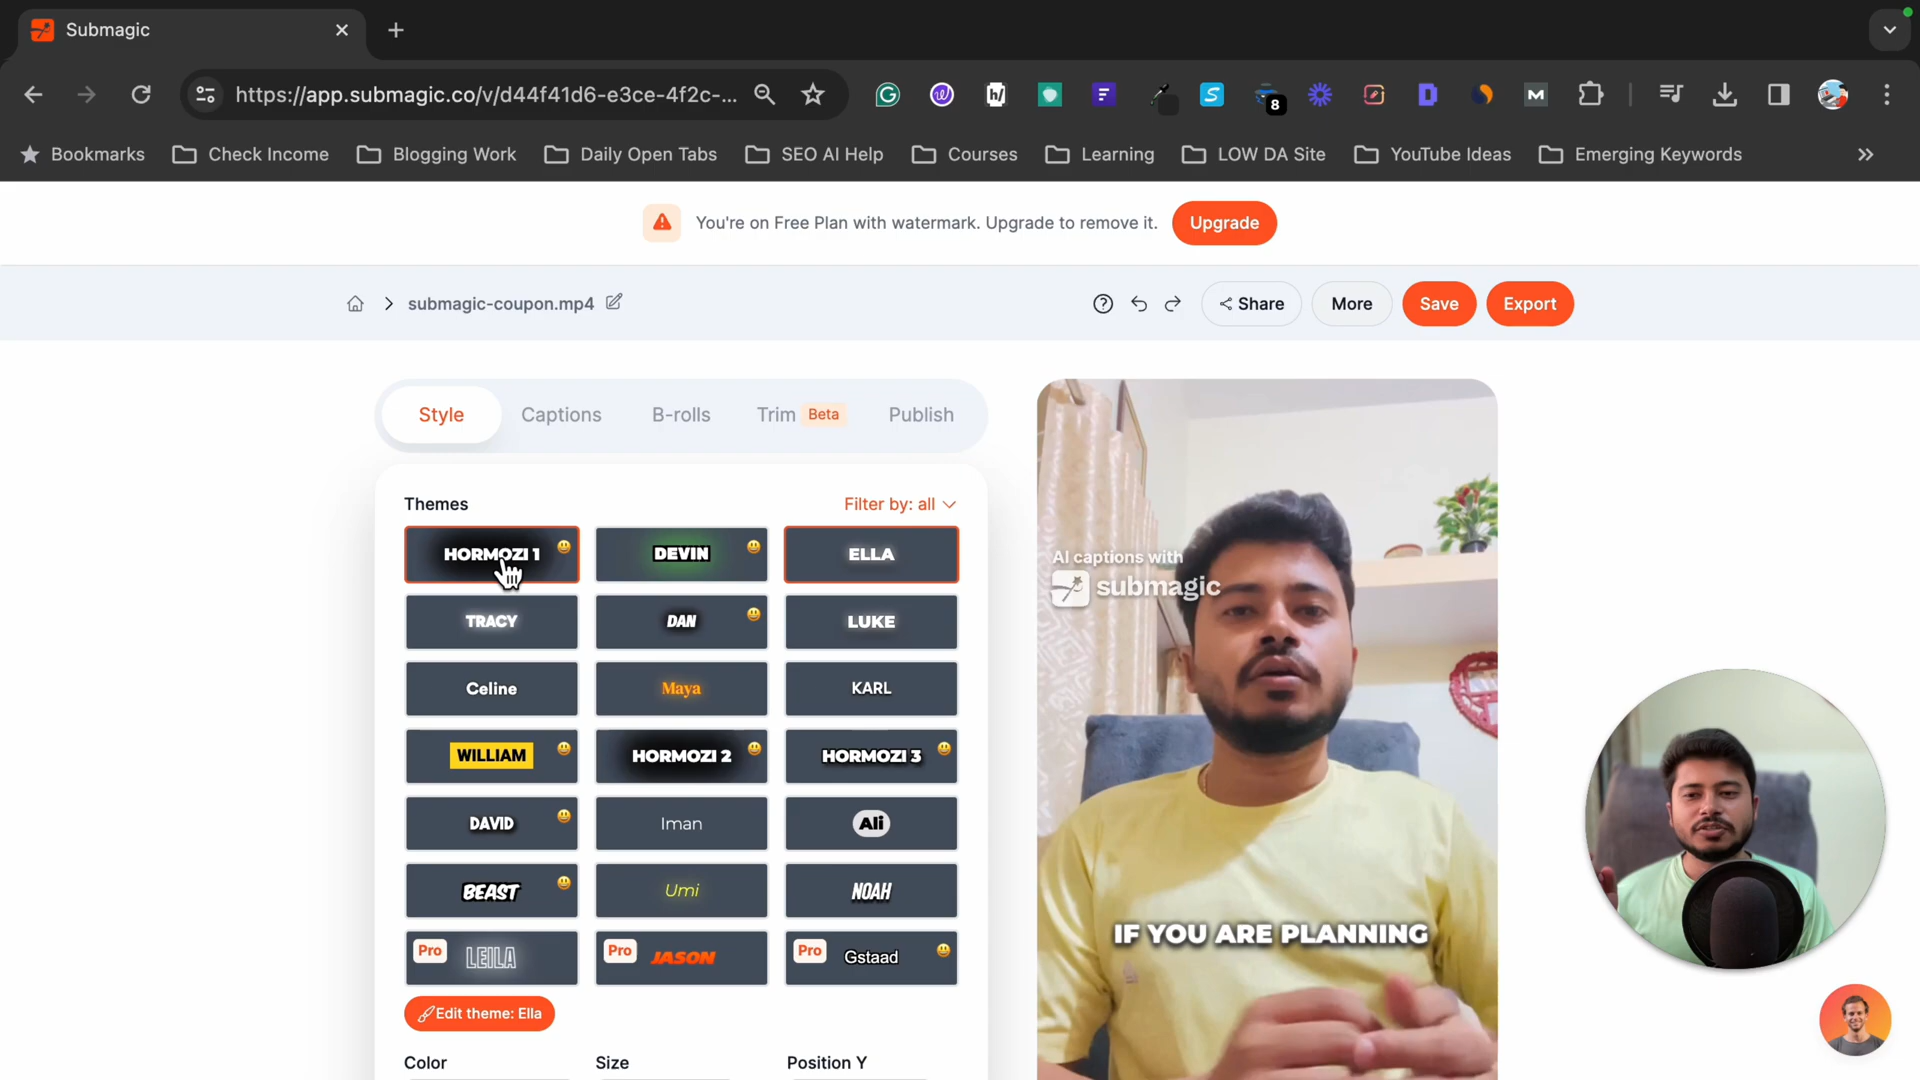 Submagic
https://app.submagic.co/v/d44f41d6-e3ce-4f2c-...
8
Bookmarks
Check Income
Blogging Work
Daily Open Tabs
SEO AI Help
Courses
Learning
LOW DA Site
YouTube Ideas
Emerging Keywords
You're on Free Plan with watermark. Upgrade to remove it.
Upgrade
submagic-coupon.mp4
Share
More
Save
Export
Style
Captions
B-rolls
Trim Beta
Publish
Themes
Filter by: all
HORMOZI 1
DEVIN
ELLA
TRACY
DAN
LUKE
Celine
Maya
KARL
WILLIAM
HORMOZI 2
HORMOZI 3
DAVID
Iman
Ali
BEAST
Umi
NOAH
Pro LEILA
Pro JASON
Pro Gstaad
Edit theme: Ella
Color
Size
Position Y
AI captions with
submagic
IF YOU ARE PLANNING